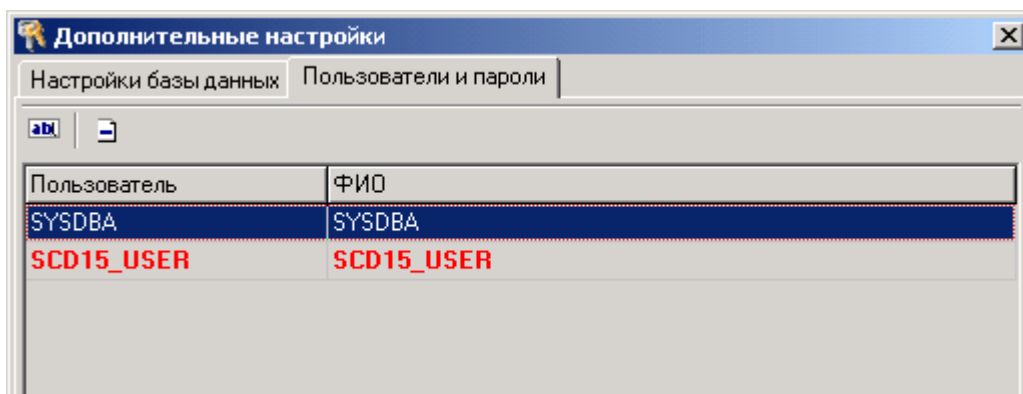 Дополнительные настройки
Настройки базы данных Пользователи и пароли
ab
Пользователь ФИО
SYSDBA SYSDBA
SCD15_USER SCD15_USER